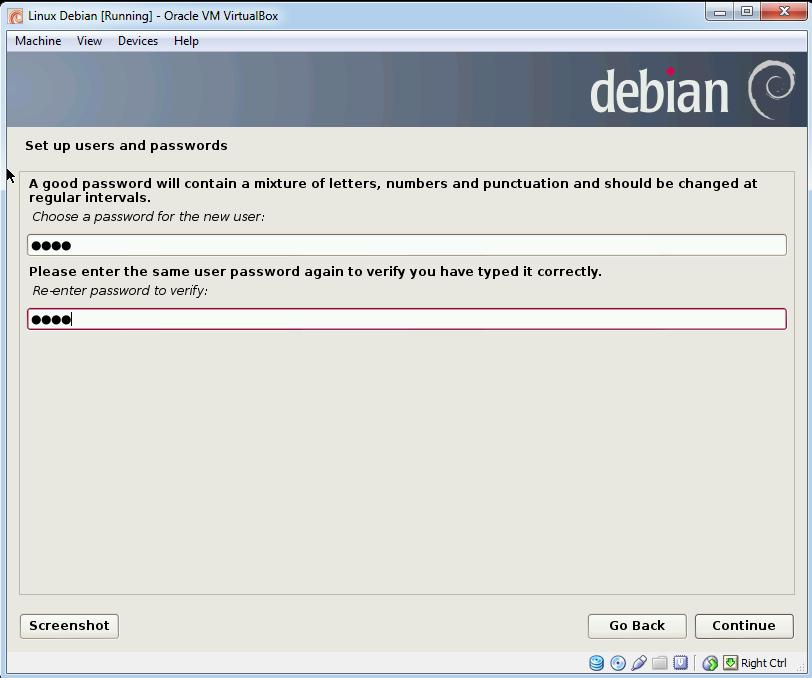 Linux Debian [Running] - Oracle VM VirtualBox
Machine View Devices Help
debian
Set up users and passwords
A good password will contain a mixture of letters, numbers and punctuation and should be changed at
regular intervals.
Choose a password for the new user:
●●●●
Please enter the same user password again to verify you have typed it correctly.
Re-enter password to verify:
●●●●
Screenshot Go Back Continue
Right Ctrl